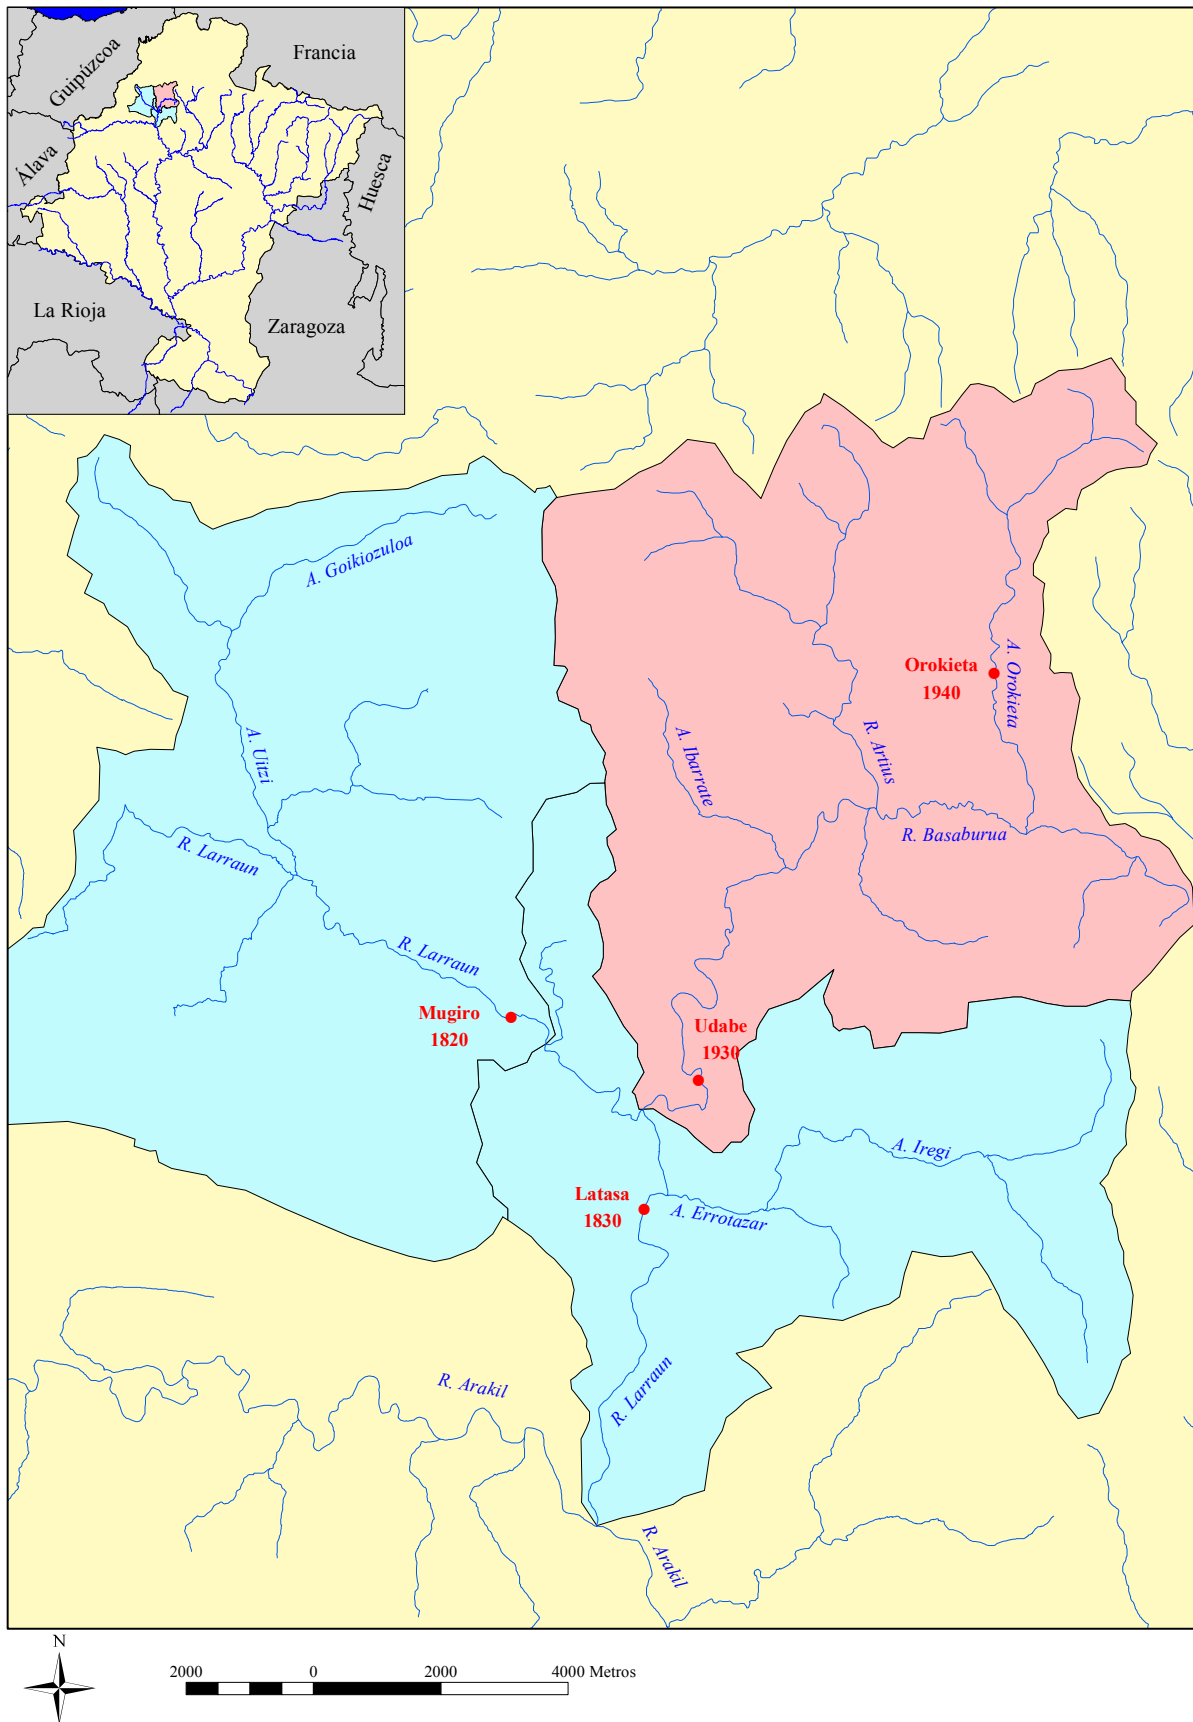 Francia
Guipúzcoa
Álava
Huesca
La Rioja
Zaragoza
A. Goikiozuloa
Orokieta
1940
A. Orokieta
A. Uitzi
A. Ibarrate
R. Artius
R. Larraun
R. Basaburua
R. Larraun
Mugiro
1820
Udabe
1930
A. Iregi
Latasa
1830
A. Errotazar
R. Larraun
R. Arakil
R. Arakil
N
2000 0 2000 4000 Metros